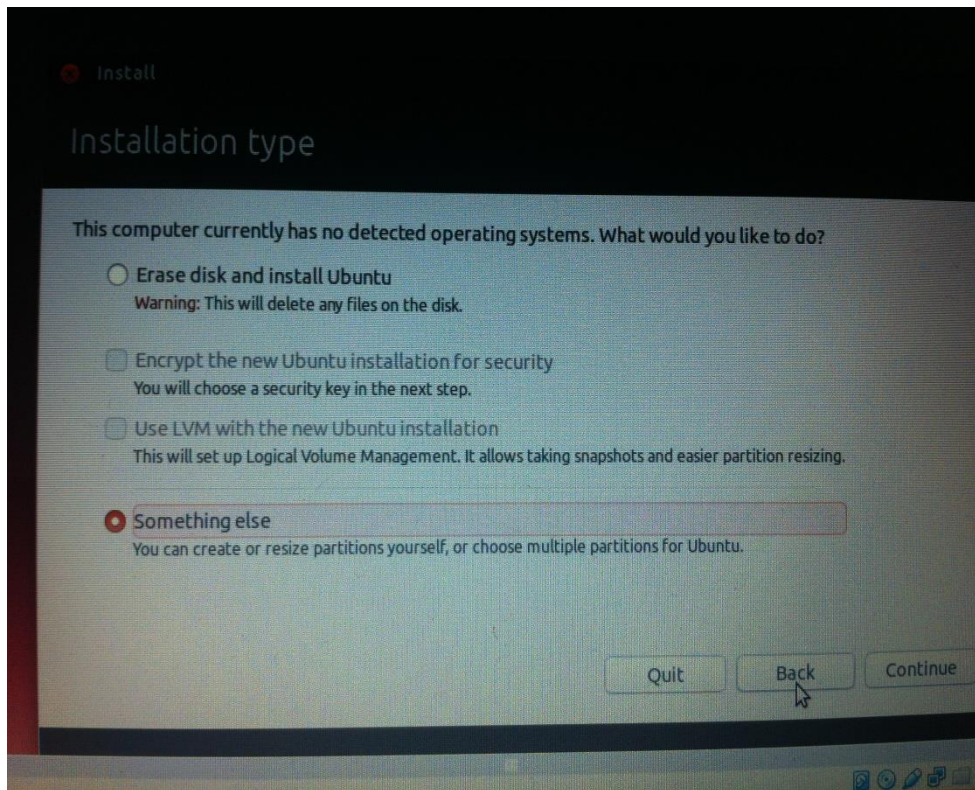 Install
Installation type
This computer currently has no detected operating systems. What would you like to do?
Erase disk and install Ubuntu
Warning: This will delete any files on the disk.
Encrypt the new Ubuntu installation for security
You will choose a security key in the next step.
Use LVM with the new Ubuntu installation
This will set up Logical Volume Management. It allows taking snapshots and easier partition resizing.
Something else
You can create or resize partitions yourself, or choose multiple partitions for Ubuntu.
Quit Back Continue